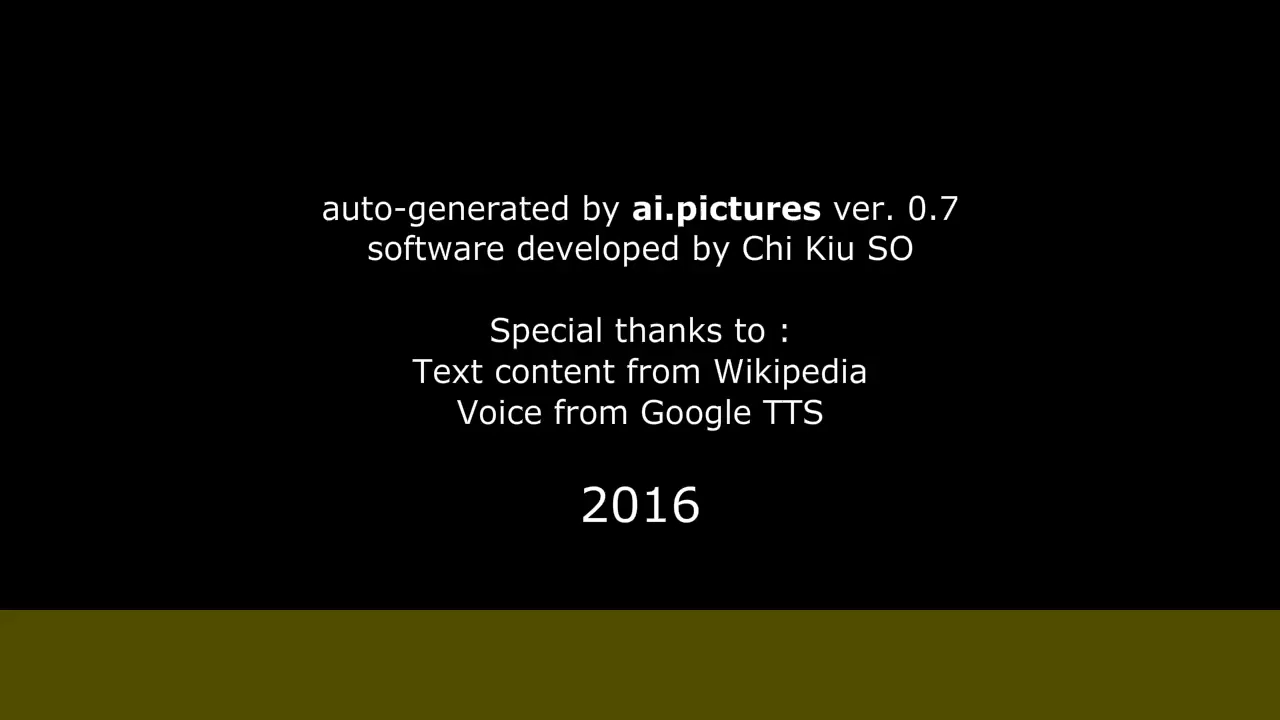 auto-generated by ai.pictures ver. 0.7
software developed by Chi Kiu SO
Special thanks to :
Text content from Wikipedia
Voice from Google TTS
2016